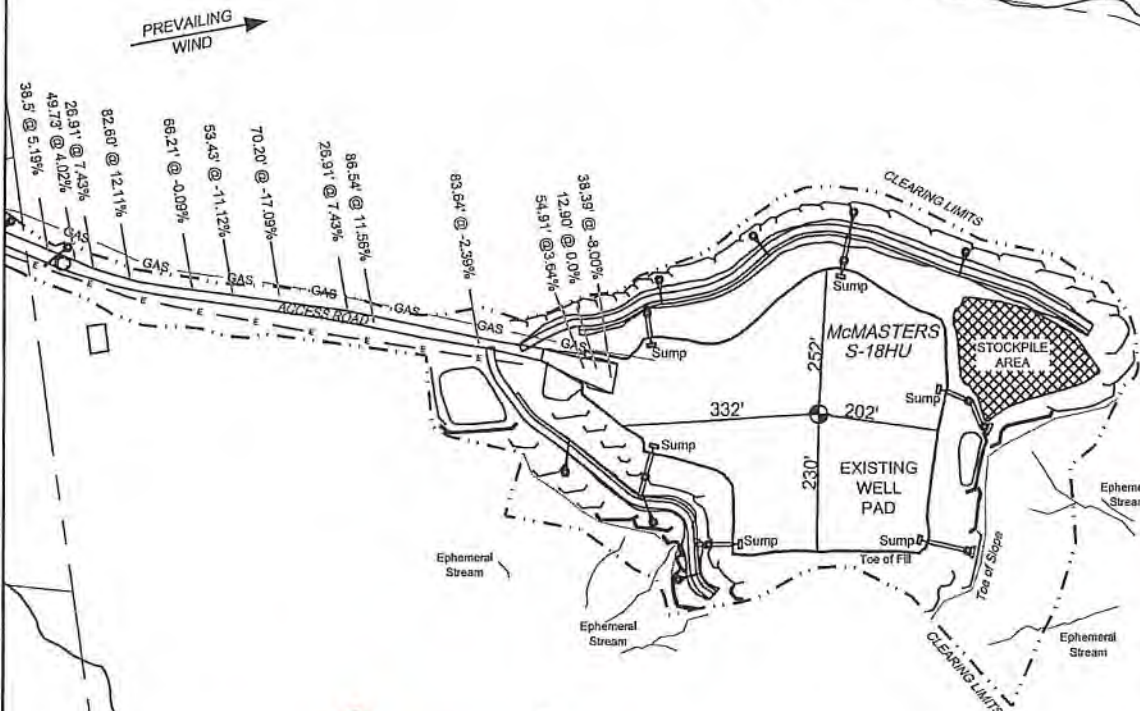 PREVAILING
WIND
38.5' @ 5.19%
49.73' @ 4.02%
26.91' @ 7.43%
82.60' @ 12.11%
66.21' @ -0.09%
53.43' @ -11.12%
70.20' @ -17.09%
26.91' @ 7.43%
86.54' @ 11.56%
83.64' @ -2.39%
54.91' @3.64%
12.90' @ 0.0%
38.39' @ -8.00%
CLEARING LIMITS
GAS
GAS
GAS
GAS
GAS
GAS
GAS
GAS
ACCESS ROAD
E
E
E
E
E
E
E
E
Sump
Sump
McMASTERS
S-18HU
STOCKPILE
AREA
Sump
252'
332'
202'
230'
Sump
EXISTING
WELL
PAD
Sump
Sump
Toe of Fill
Toe of Slope
Ephemeral
Stream
Ephemeral
Stream
Epheme
Strea
Ephemeral
Stream
CLEARING LIMITS